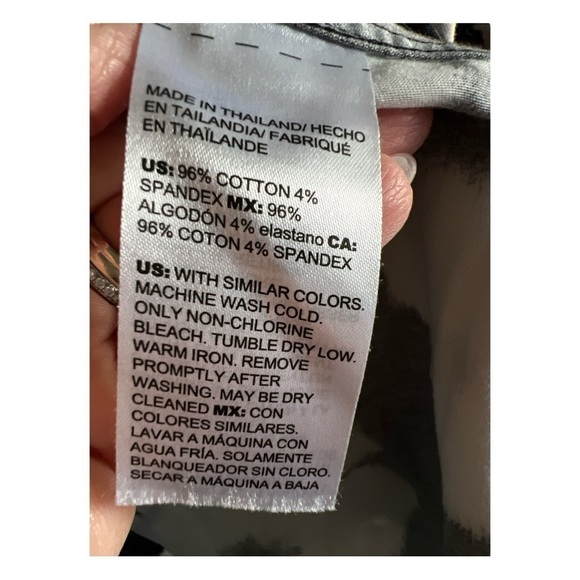 MADE IN THAILAND/ HECHO
EN TAILANDIA/ FABRIQUÉ
EN THAÏLANDE
US: 96% COTTON 4%
SPANDEX MX: 96%
ALGODÓN 4% elastano CA:
96% COTON 4% SPANDEX
US: WITH SIMILAR COLORS.
MACHINE WASH COLD.
ONLY NON-CHLORINE
BLEACH. TUMBLE DRY LOW.
WARM IRON. REMOVE
PROMPTLY AFTER
WASHING. MAY BE DRY
CLEANED MX: CON
COLORES SIMILARES.
LAVAR A MÁQUINA CON
AGUA FRÍA. SOLAMENTE
BLANQUEADOR SIN CLORO.
SECAR A MÁQUINA A BAJA